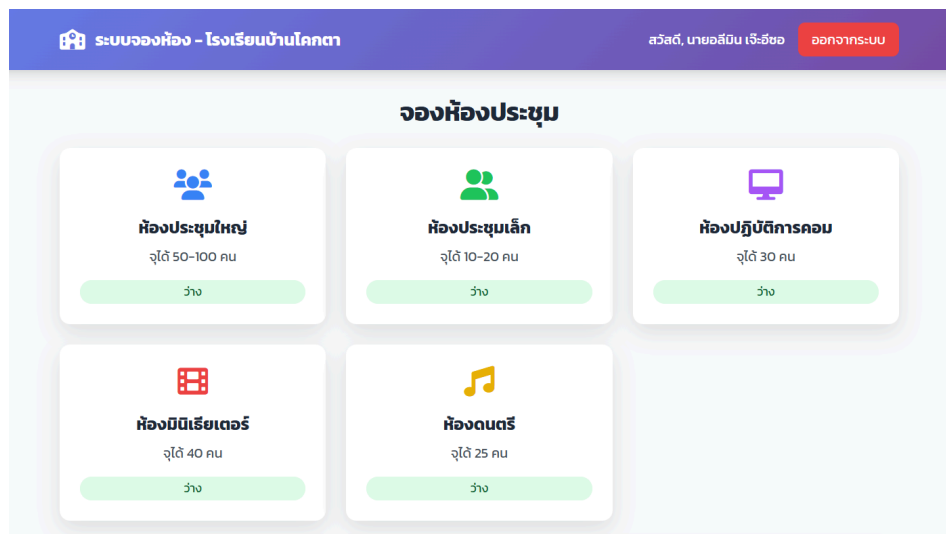 ระบบจองห้อง - โรงเรียนบ้านโคกตา
สวัสดี, นายอลีมีน เจ๊ะอีซอ
ออกจากระบบ
จองห้องประชุม
ห้องประชุมใหญ่
จุได้ 50-100 คน
ว่าง
ห้องประชุมเล็ก
จุได้ 10-20 คน
ว่าง
ห้องปฏิบัติการคอม
จุได้ 30 คน
ว่าง
ห้องมินิเธียเตอร์
จุได้ 40 คน
ว่าง
ห้องดนตรี
จุได้ 25 คน
ว่าง